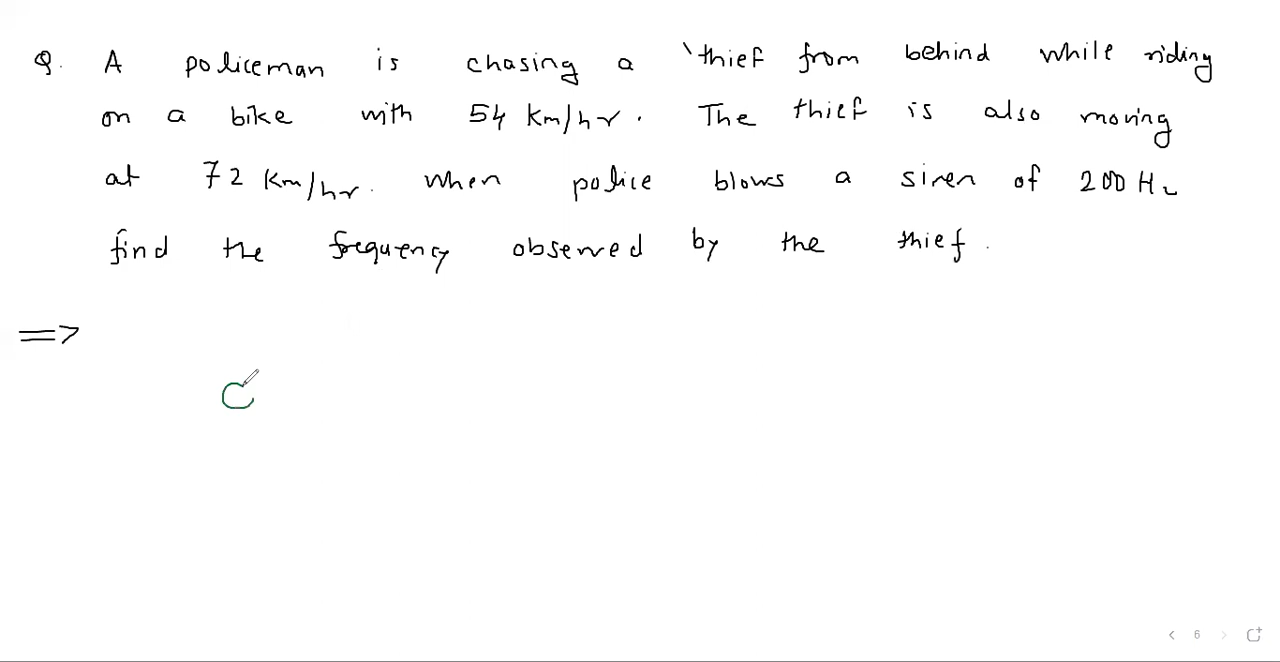 Q. A policeman is chasing a thief from behind while riding
on a bike with 54 Km/hr. The thief is also moving
at 72 Km/hr. When police blows a siren of 200 Hz
find the frequency observed by the thief.
=>
C
6